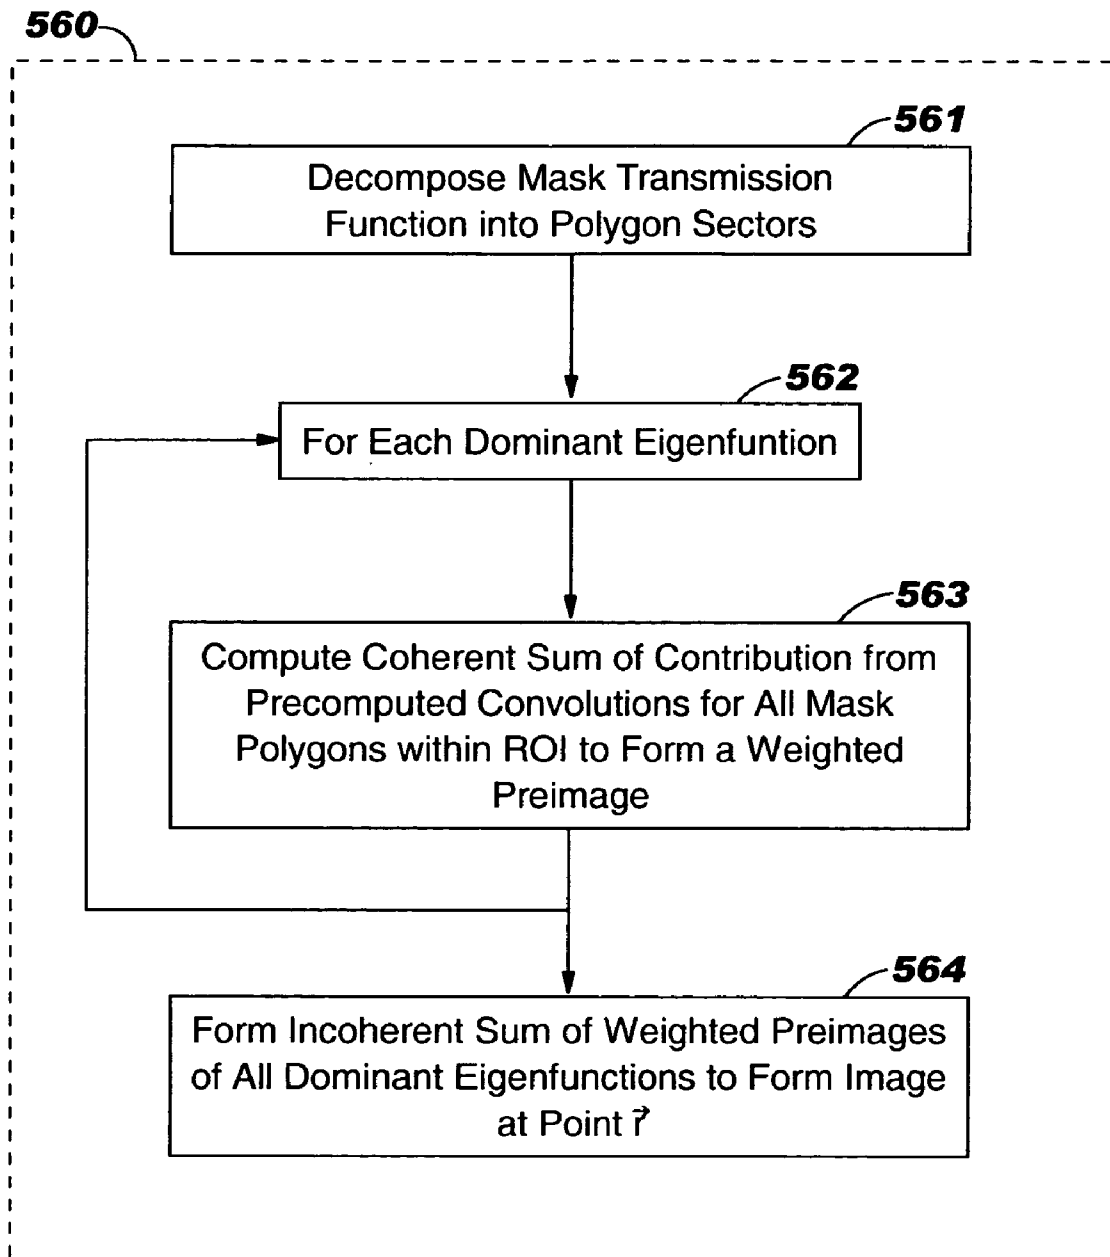 560
561
Decompose Mask Transmission
Function into Polygon Sectors
562
For Each Dominant Eigenfuntion
563
Compute Coherent Sum of Contribution from
Precomputed Convolutions for All Mask
Polygons within ROI to Form a Weighted
Preimage
564
Form Incoherent Sum of Weighted Preimages
of All Dominant Eigenfunctions to Form Image
at Point r⃗